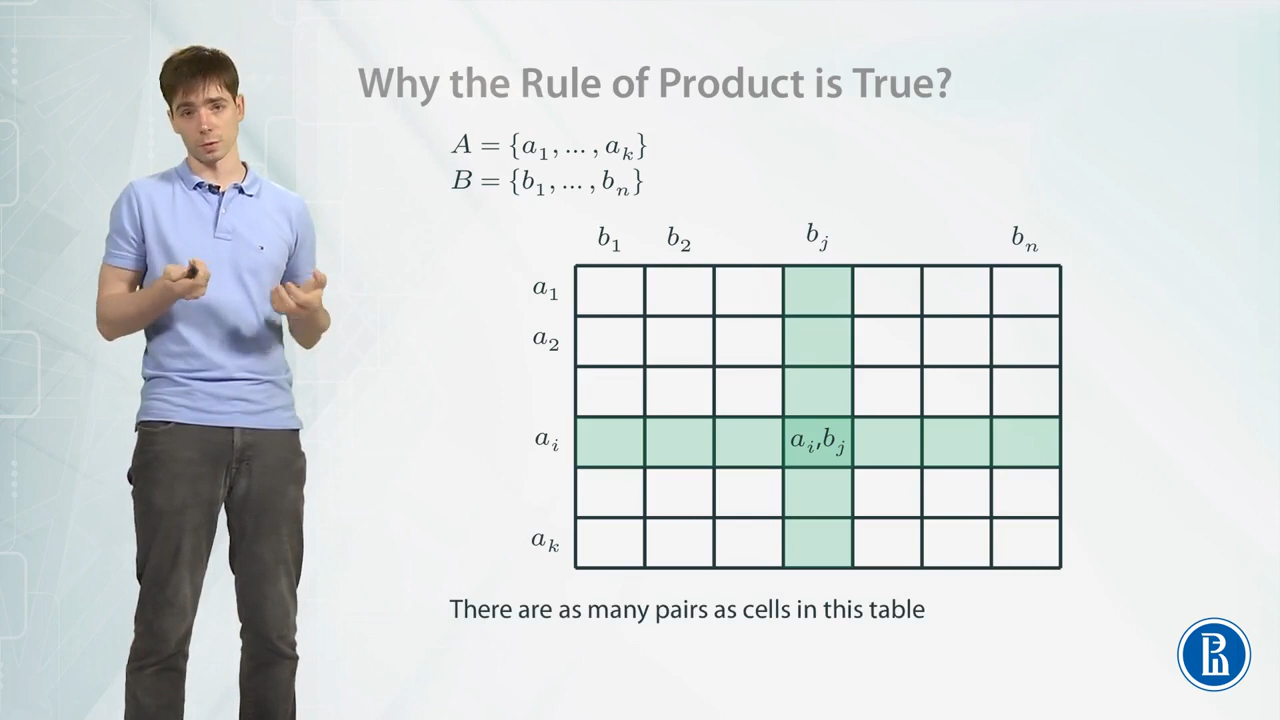 Why the Rule of Product is True?
A = {a₁, ... , aₖ}
B = {b₁, ... , bₙ}
b₁ b₂ bⱼ bₙ
a₁
a₂
aᵢ aᵢ,bⱼ
aₖ
There are as many pairs as cells in this table